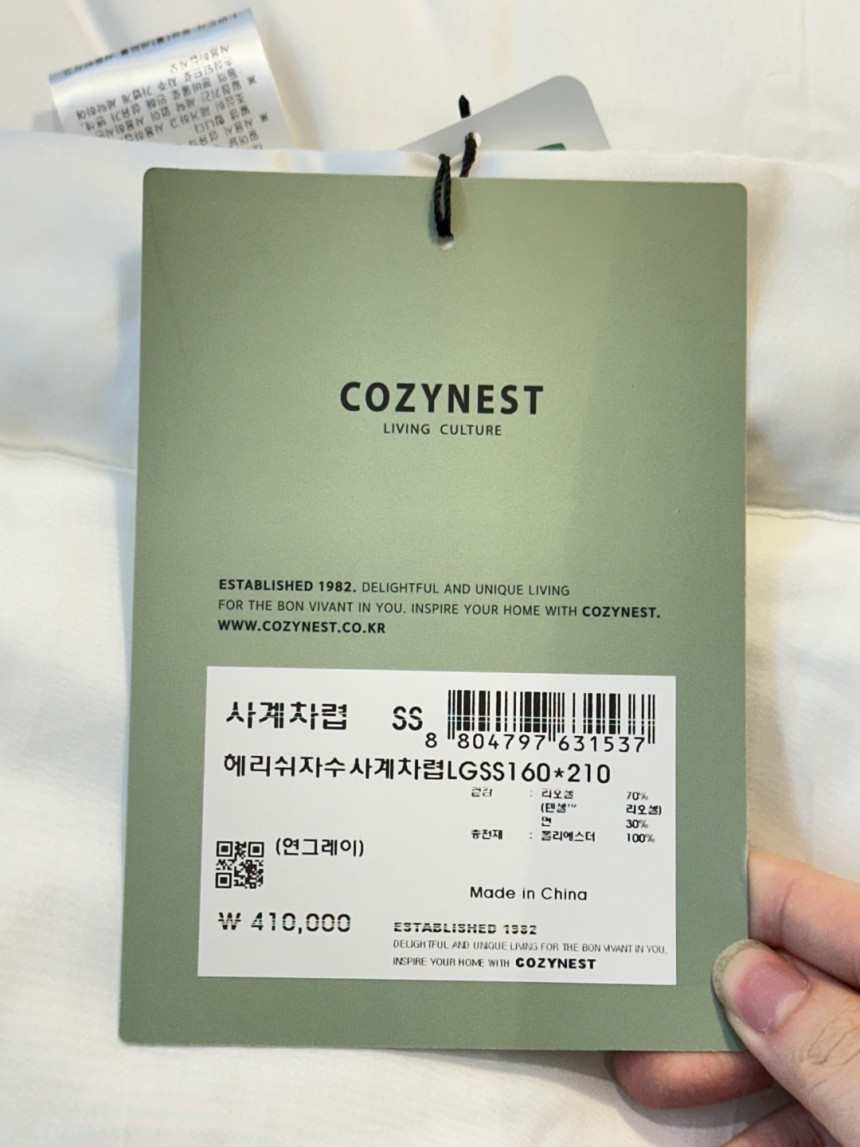 COZYNEST
LIVING CULTURE
ESTABLISHED 1982. DELIGHTFUL AND UNIQUE LIVING
FOR THE BON VIVANT IN YOU. INSPIRE YOUR HOME WITH COZYNEST.
WWW.COZYNEST.CO.KR
사계차렵 SS
8 804797 631537
헤리쉬자수사계차렵LGSS160*210
겉감 : 리오셀 70%
(텐셀™ 리오셀)
면 30%
충전재 : 폴리에스터 100%
(연그레이)
Made in China
₩ 410,000
ESTABLISHED 1982
DELIGHTFUL AND UNIQUE LIVING FOR THE BON VIVANT IN YOU,
INSPIRE YOUR HOME WITH COZYNEST